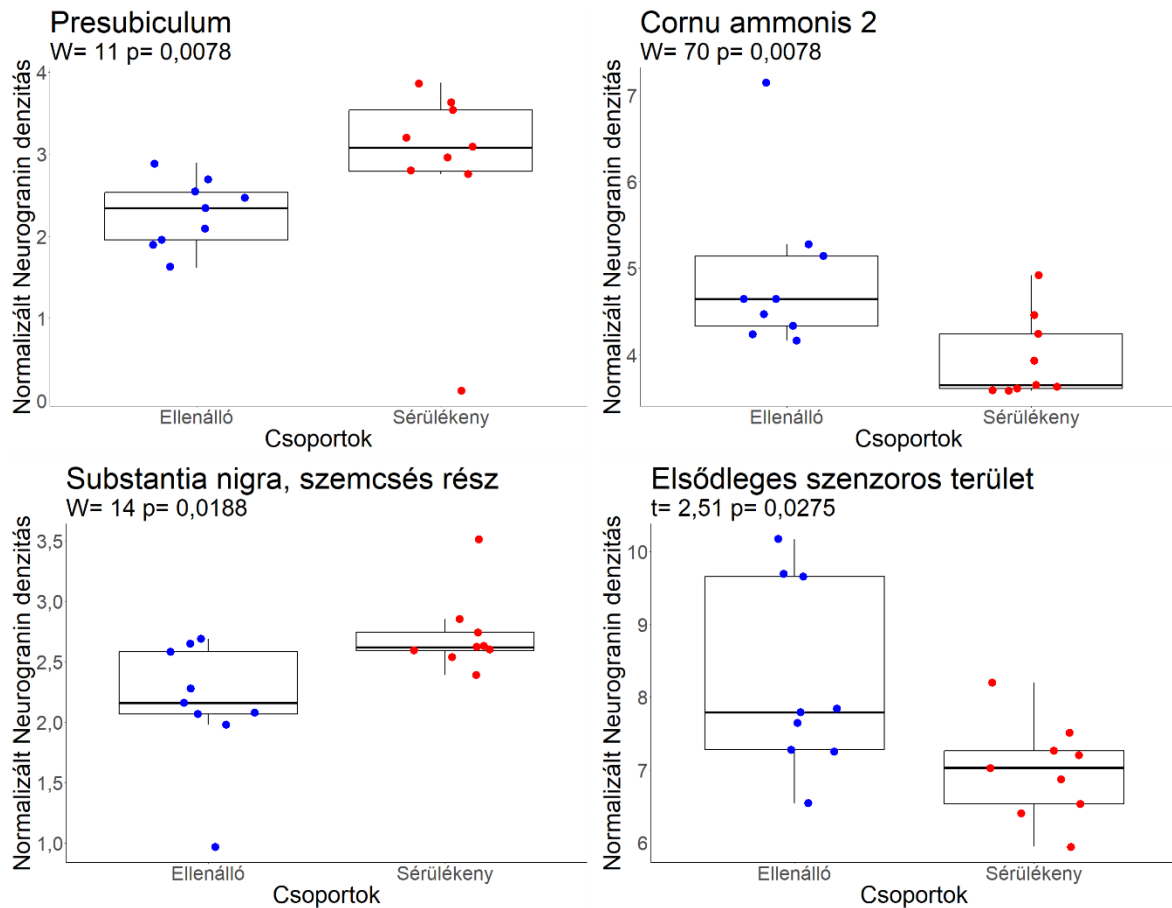 Presubiculum
W= 11 p= 0,0078
Normalizált Neurogranin denzitás
4
3
2
1
0
Ellenálló
Sérülékeny
Csoportok
Cornu ammonis 2
W= 70 p= 0,0078
Normalizált Neurogranin denzitás
7
6
5
4
Ellenálló
Sérülékeny
Csoportok
Substantia nigra, szemcsés rész
W= 14 p= 0,0188
Normalizált Neurogranin denzitás
3,5
3,0
2,5
2,0
1,5
1,0
Ellenálló
Sérülékeny
Csoportok
Elsődleges szenzoros terület
t= 2,51 p= 0,0275
Normalizált Neurogranin denzitás
10
9
8
7
6
Ellenálló
Sérülékeny
Csoportok